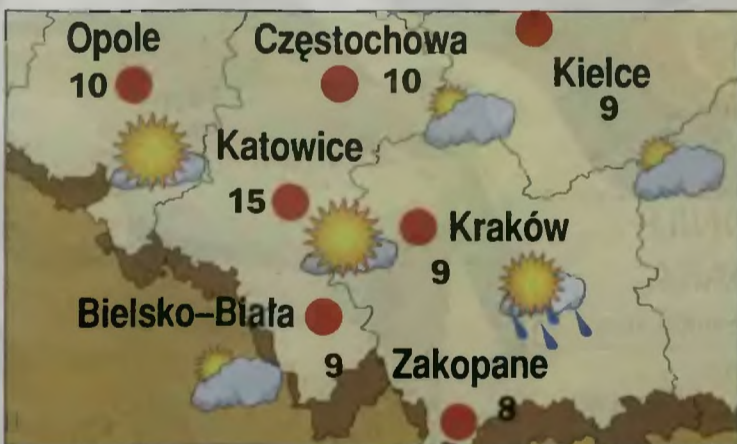 Opole
10
Częstochowa
10
Kielce
9
Katowice
15
Kraków
9
Bielsko–Biała
9
Zakopane
8